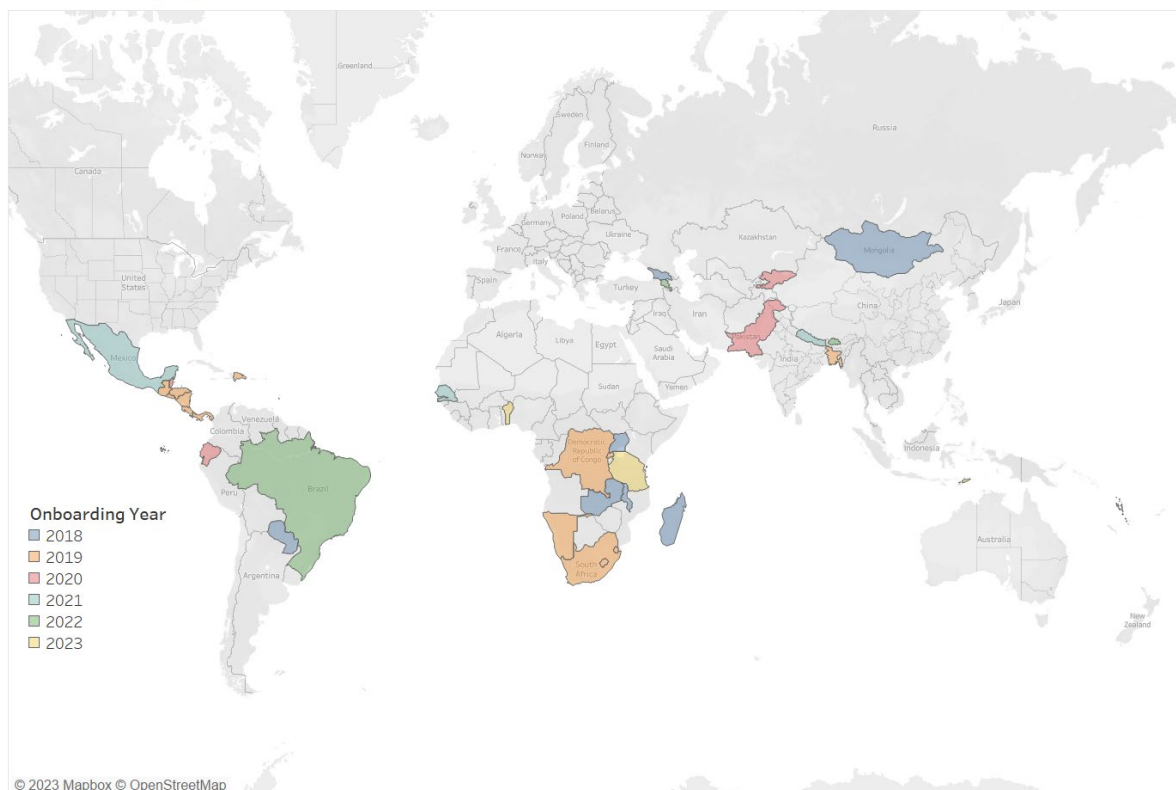 Greenland
Russia
Sweden
Finland
Norway
Canada
Belarus
Poland
Germany
Ukraine
Kazakhstan
Mongolia
France
Italy
United
States
Spain
Turkey
China
Japan
Iraq
Iran
Algeria
Libya
Egypt
Saudi
Arabia
Pakistan
Mexico
India
Sudan
Yemen
Venezuela
Colombia
Democratic
Republic
of Congo
Indonesia
Brazil
Peru
Onboarding Year
2018
2019
2020
2021
2022
2023
Australia
South
Africa
Argentina
New
Zealand
© 2023 Mapbox © OpenStreetMap